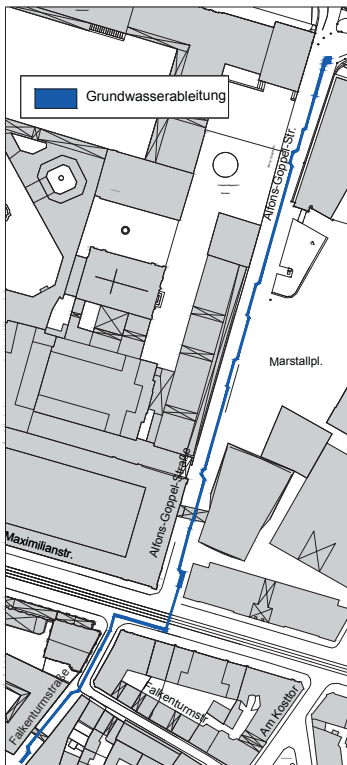 Grundwasserableitung
Alfons-Goppel-Str.
Marstallpl.
Alfons-Goppel-Straße
Maximilianstr.
Falkenturmstraße
Falkenturmstr.
Am Kosttor